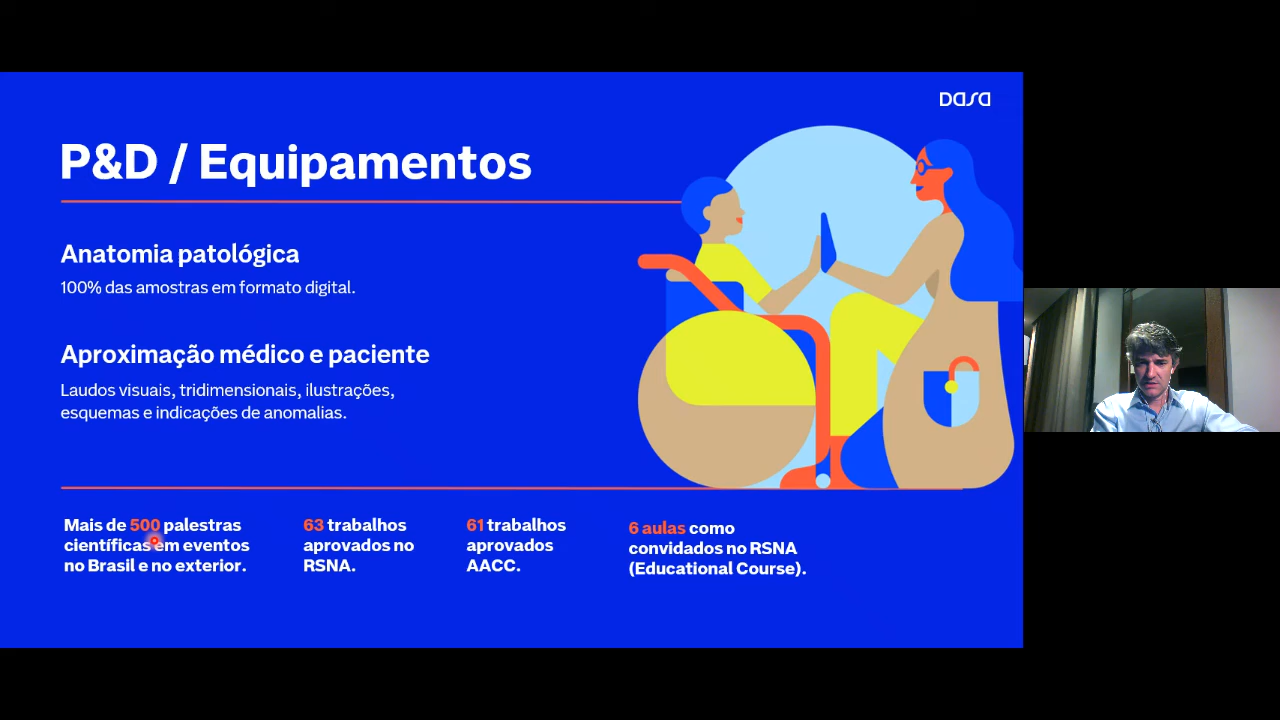 DASA
P&D / Equipamentos
Anatomia patológica
100% das amostras em formato digital.
Aproximação médico e paciente
Laudos visuais, tridimensionais, ilustrações,
esquemas e indicações de anomalias.
Mais de 500 palestras
científicas em eventos
no Brasil e no exterior.
63 trabalhos
aprovados no
RSNA.
61 trabalhos
aprovados
AACC.
6 aulas como
convidados no RSNA
(Educational Course).